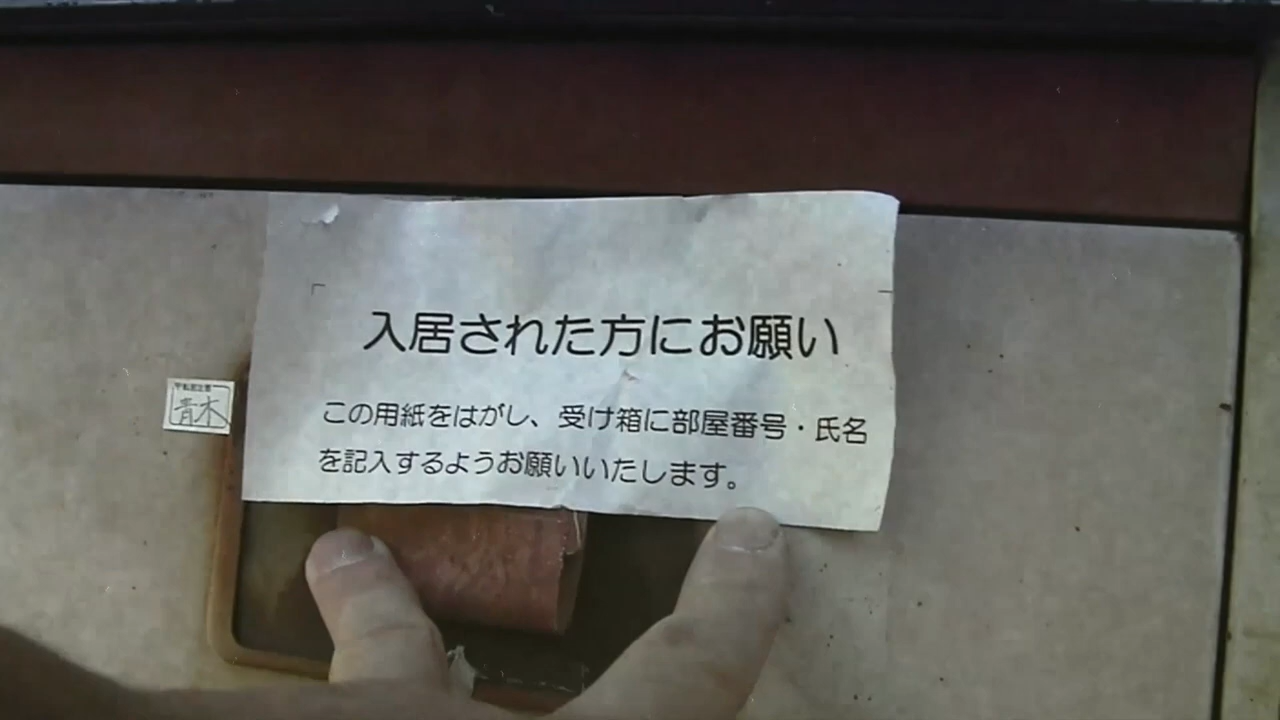 入居された方にお願い
この用紙をはがし、受け箱に部屋番号・氏名
を記入するようお願いいたします。
青木